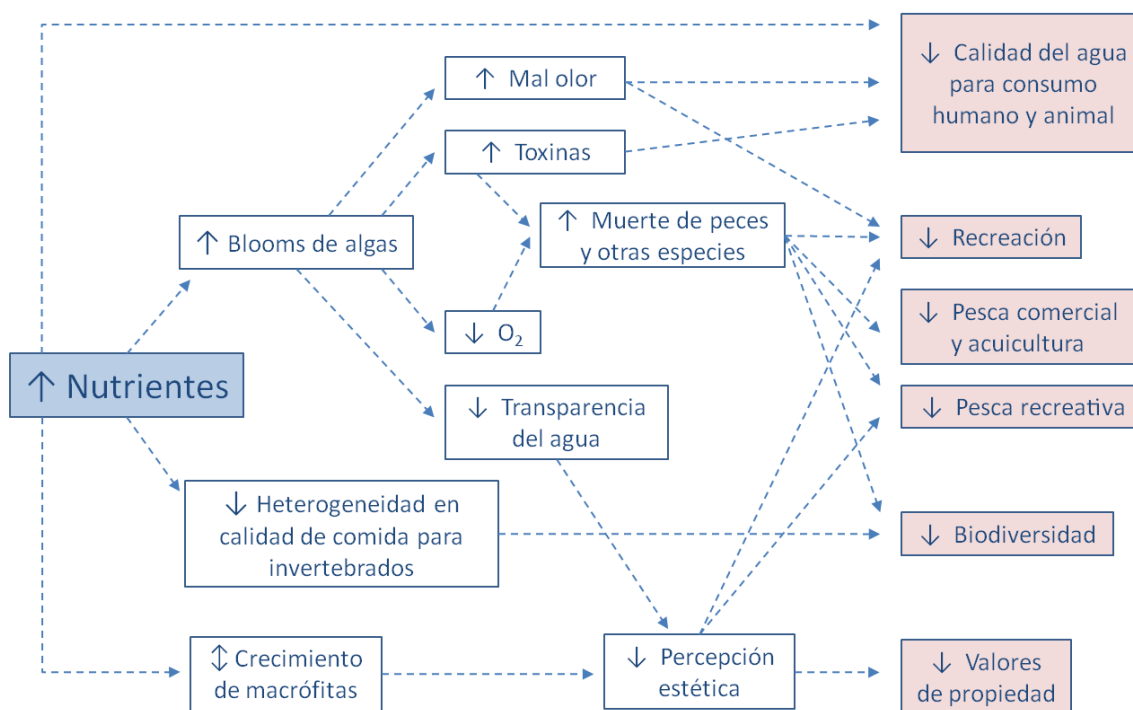 ↑ Mal olor
↓ Calidad del agua
para consumo
humano y animal
↑ Toxinas
↑ Blooms de algas
↑ Muerte de peces
y otras especies
↓ Recreación
↓ O₂
↓ Pesca comercial
y acuicultura
↑ Nutrientes
↓ Transparencia
del agua
↓ Pesca recreativa
↓ Heterogeneidad en
calidad de comida para
invertebrados
↓ Biodiversidad
↕ Crecimiento
de macrófitas
↓ Percepción
estética
↓ Valores
de propiedad